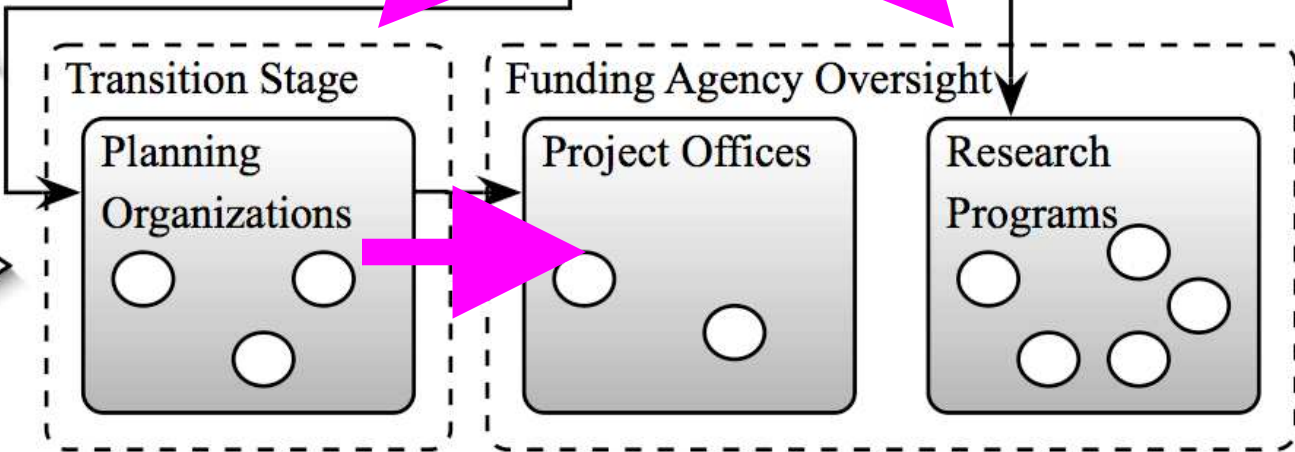 Transition Stage
Funding Agency Oversight
Planning
Organizations
Project Offices
Research
Programs